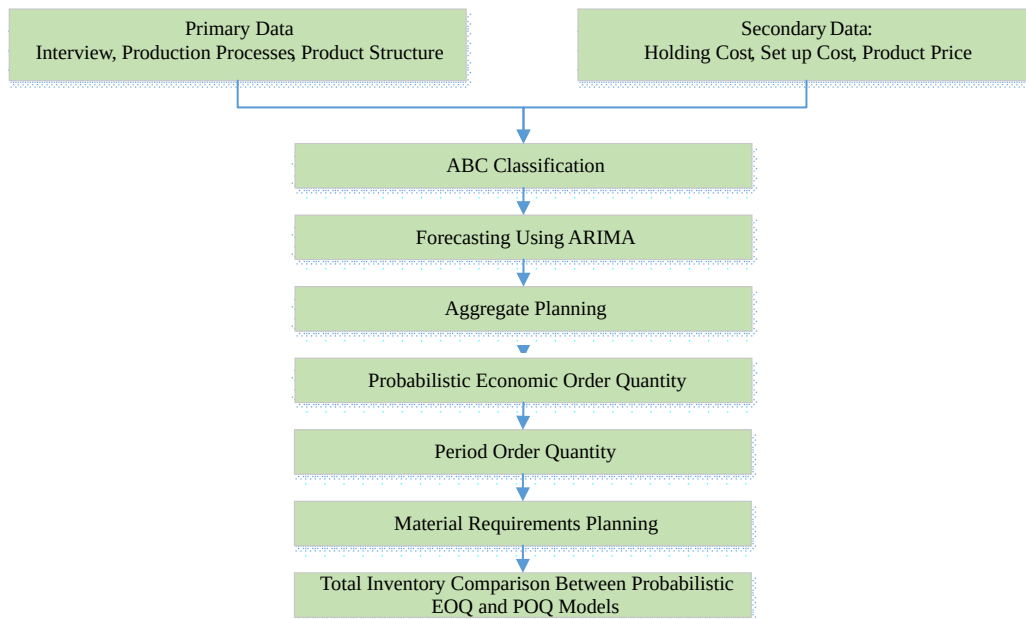 Primary Data
Interview, Production Processes, Product Structure
Secondary Data:
Holding Cost, Set up Cost, Product Price
ABC Classification
Forecasting Using ARIMA
Aggregate Planning
Probabilistic Economic Order Quantity
Period Order Quantity
Material Requirements Planning
Total Inventory Comparison Between Probabilistic
EOQ and POQ Models